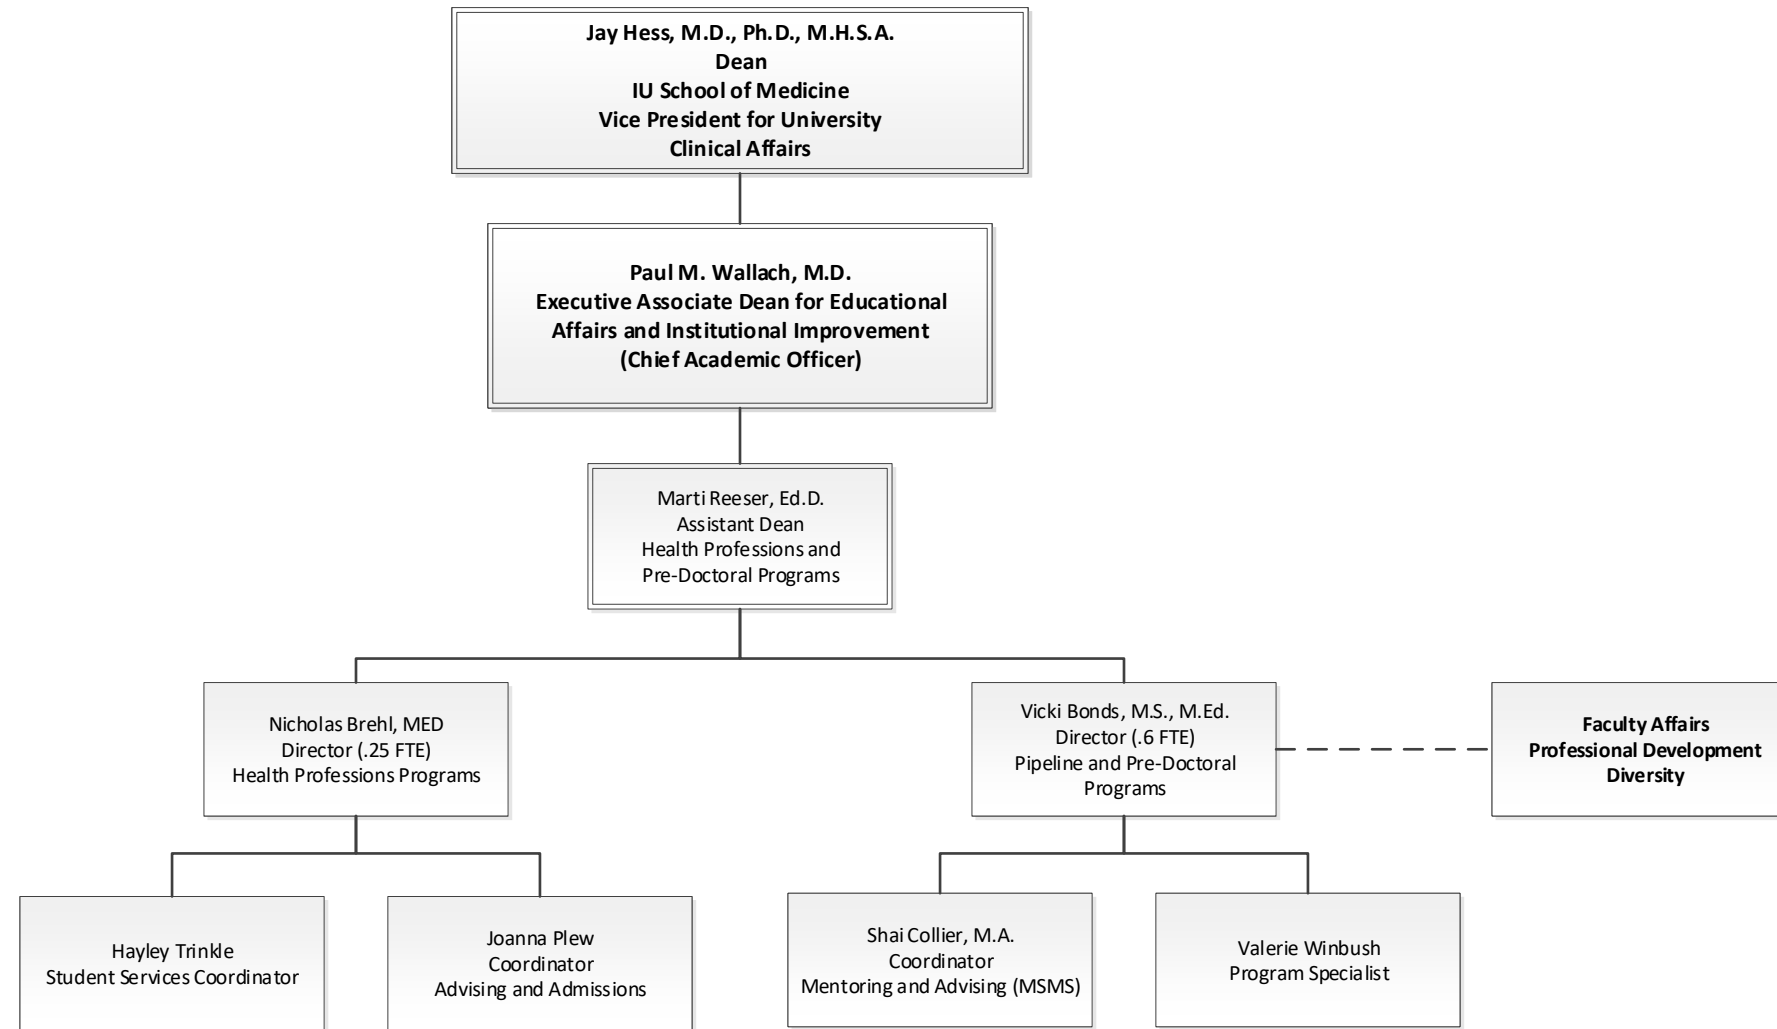 Jay Hess, M.D., Ph.D., M.H.S.A.
Dean
IU School of Medicine
Vice President for University
Clinical Affairs
Paul M. Wallach, M.D.
Executive Associate Dean for Educational
Affairs and Institutional Improvement
(Chief Academic Officer)
Marti Reeser, Ed.D.
Assistant Dean
Health Professions and
Pre-Doctoral Programs
Nicholas Brehl, MED
Director (.25 FTE)
Health Professions Programs
Vicki Bonds, M.S., M.Ed.
Director (.6 FTE)
Pipeline and Pre-Doctoral
Programs
Faculty Affairs
Professional Development
Diversity
Hayley Trinkle
Student Services Coordinator
Joanna Plew
Coordinator
Advising and Admissions
Shai Collier, M.A.
Coordinator
Mentoring and Advising (MSMS)
Valerie Winbush
Program Specialist